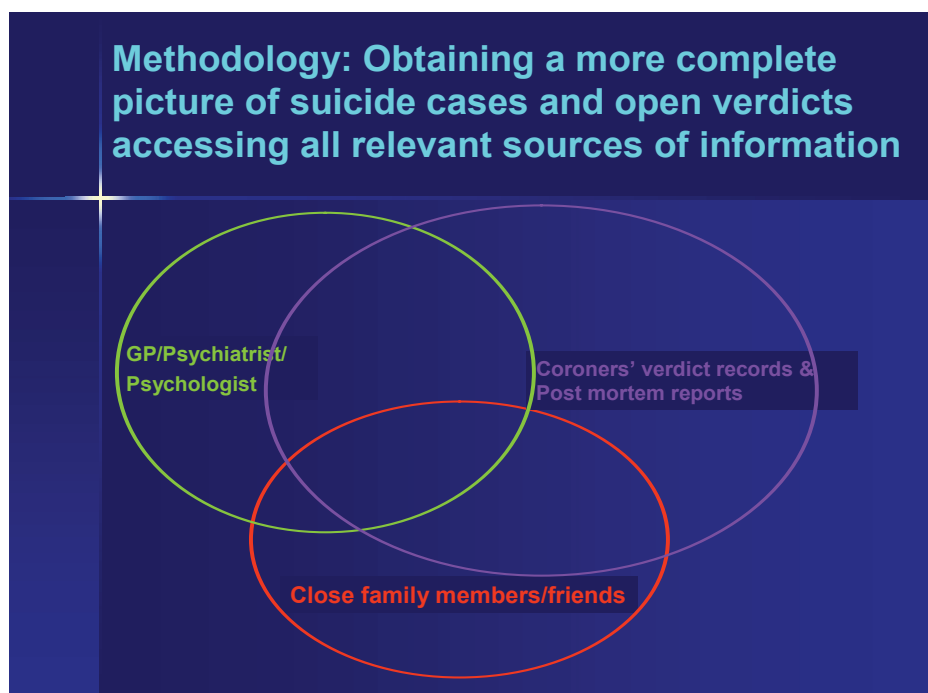 Methodology: Obtaining a more complete
picture of suicide cases and open verdicts
accessing all relevant sources of information
GP/Psychiatrist/
Psychologist
Coroners’ verdict records &
Post mortem reports
Close family members/friends